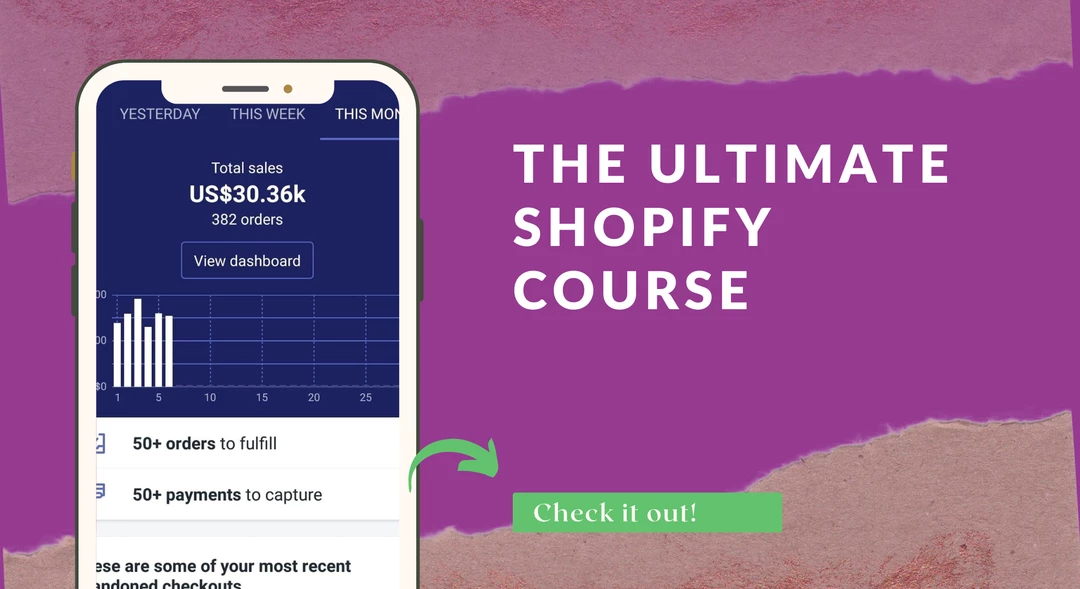 YESTERDAY THIS WEEK THIS MON
Total sales
US$30.36k
382 orders
View dashboard
00
00
$0
1 5 10 15 20 25
50+ orders to fulfill
50+ payments to capture
ese are some of your most recent
andoned checkouts
THE ULTIMATE
SHOPIFY
COURSE
Check it out!